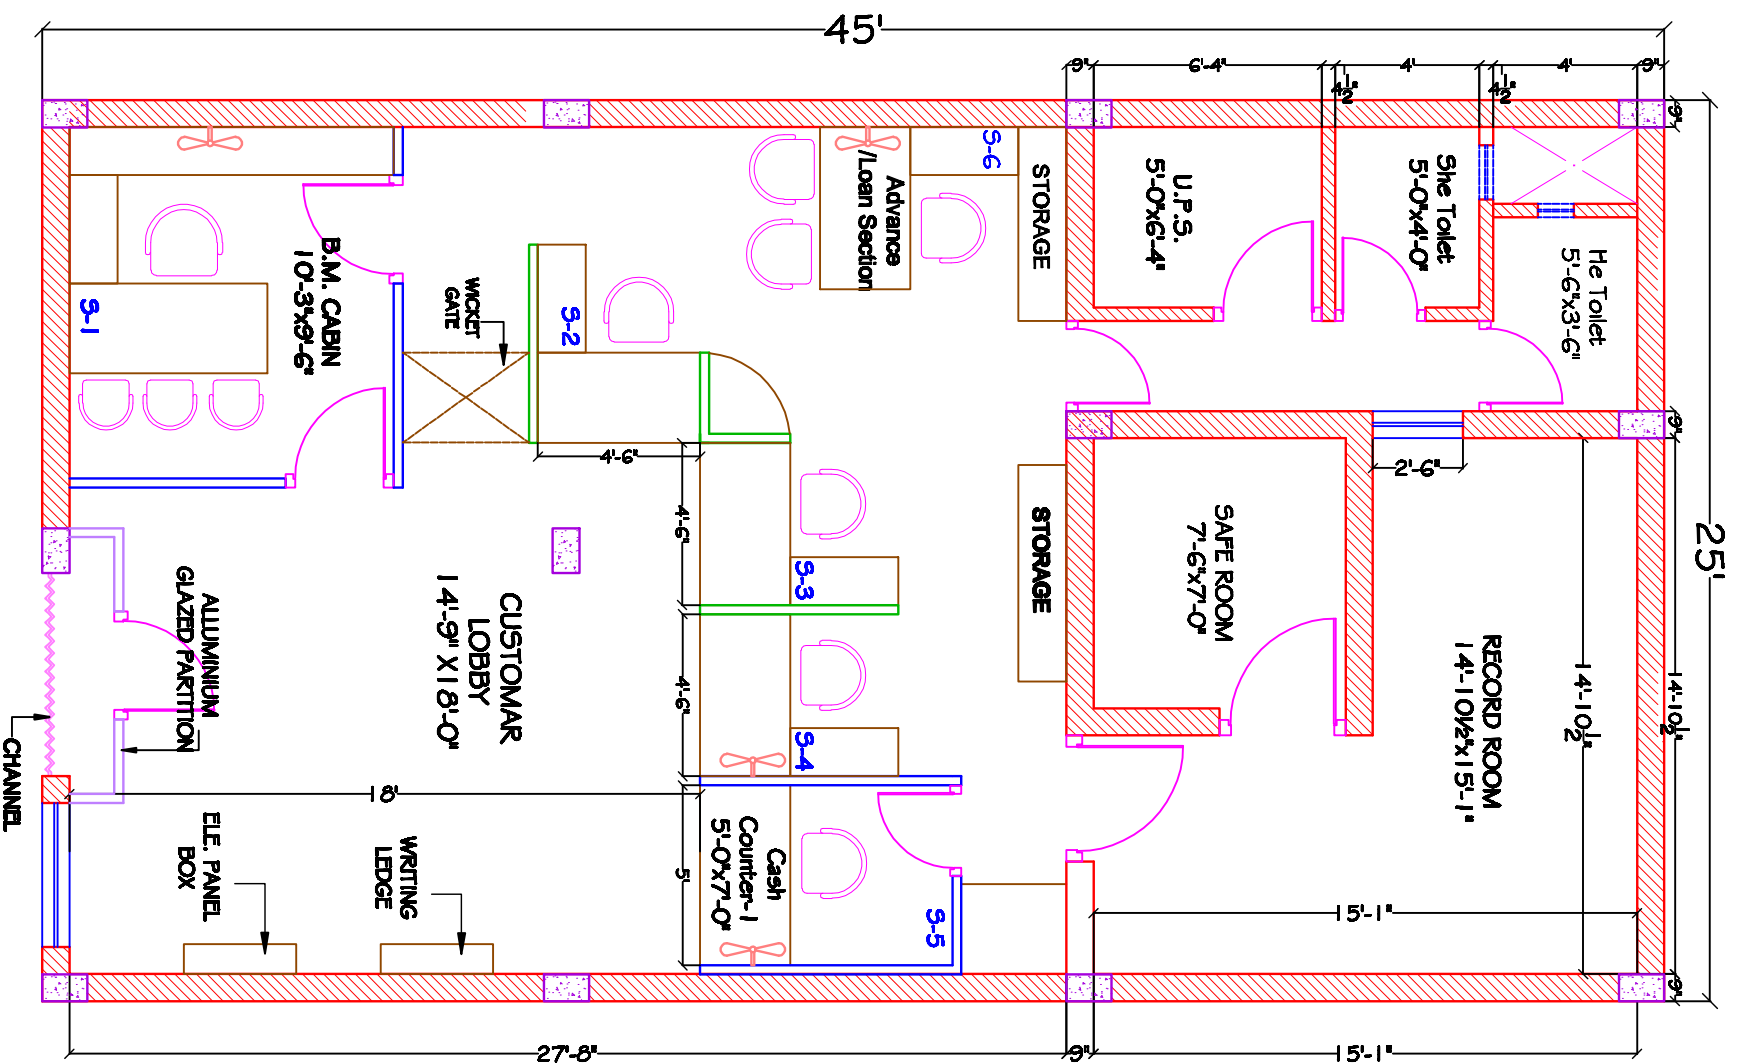 45'
9"
6'-4"
4½"
4'
4½"
4'
9"
25'
9"
9"
14'-10½"
9"
S-6
STORAGE
Advance
/Loan Section
U.P.S.
5'-0"x6'-4"
She Toilet
5'-0"x4'-0"
He Toilet
5'-6"x3'-6"
B.M. CABIN
10'-3"x9'-6"
S-1
WICKET
GATE
S-2
4'-6"
4'-6"
2'-6"
14'-10½"
STORAGE
SAFE ROOM
7'-6"x7'-0"
S-3
4'-6"
S-4
RECORD ROOM
14'-10½"x15'-1"
CUSTOMAR
LOBBY
14'-9" X18'-0"
ALLUMINIUM
GLAZED PARTITION
CHANNEL
18'
5'
Cash
Counter-1
5'-0"x7'-0"
S-5
15'-1"
ELE. PANEL
BOX
WRITING
LEDGE
27'-8"
9"
15'-1"